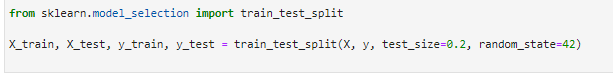 from sklearn.model_selection import train_test_split
X_train, X_test, y_train, y_test = train_test_split(X, y, test_size=0.2, random_state=42)